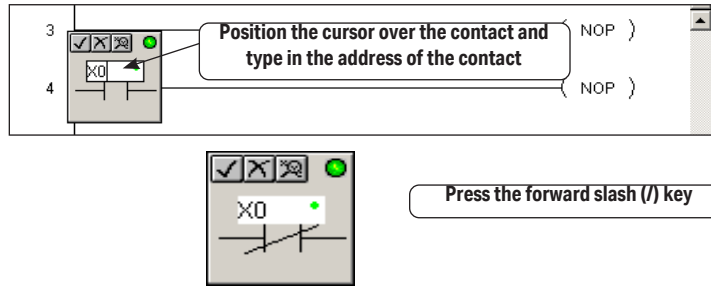 3
Position the cursor over the contact and
type in the address of the contact
NOP
X0
4
NOP
X0
Press the forward slash (/) key